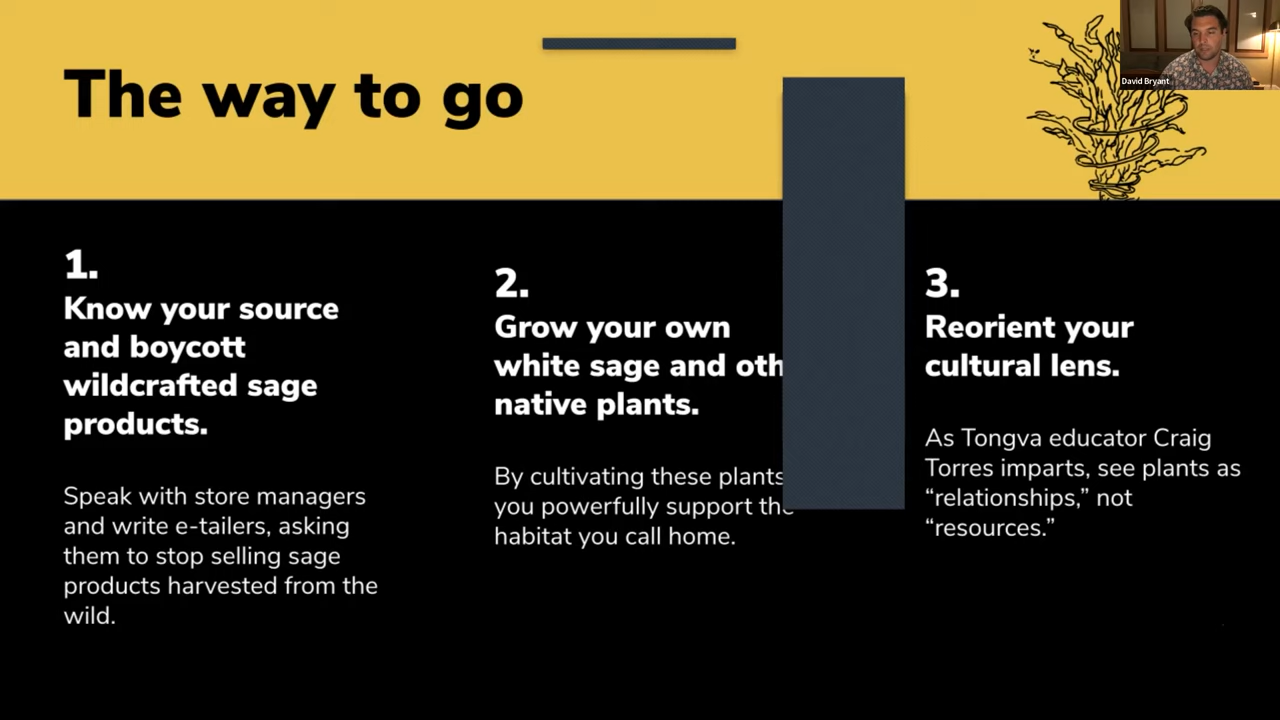 The way to go
David Bryant
1.
Know your source
and boycott
wildcrafted sage
products.
Speak with store managers
and write e-tailers, asking
them to stop selling sage
products harvested from the
wild.
2.
Grow your own
white sage and oth
native plants.
By cultivating these plants
you powerfully support the
habitat you call home.
3.
Reorient your
cultural lens.
As Tongva educator Craig
Torres imparts, see plants as
“relationships,” not
“resources.”